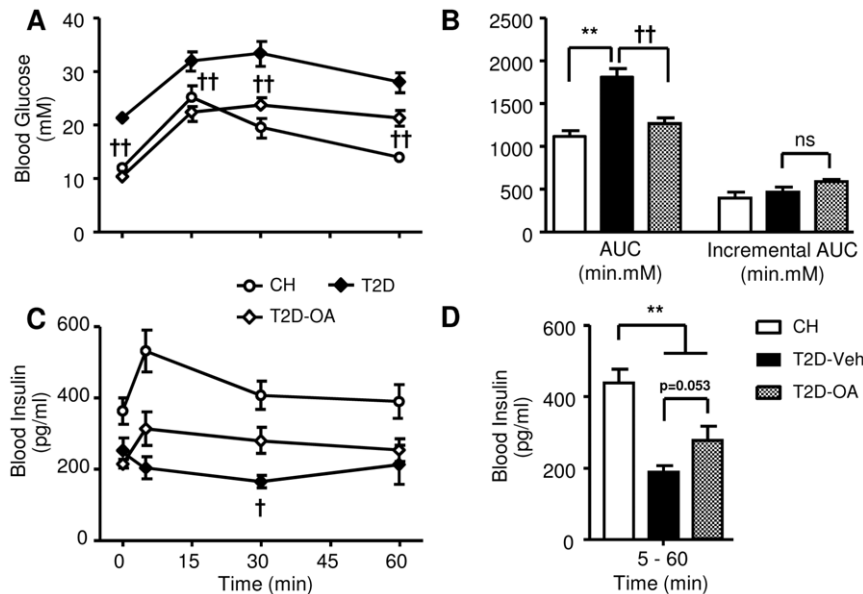 A
Blood Glucose
(mM)
40
30
20
10
0
††
††
††
††
B
2500
2000
1500
1000
500
0
**
††
ns
AUC
(min.mM)
Incremental AUC
(min.mM)
CH
T2D
T2D-OA
C
Blood Insulin
(pg/ml)
600
400
200
0
†
0
15
30
45
60
Time (min)
D
Blood Insulin
(pg/ml)
600
400
200
0
**
p=0.053
5 - 60
Time (min)
CH
T2D-Veh
T2D-OA